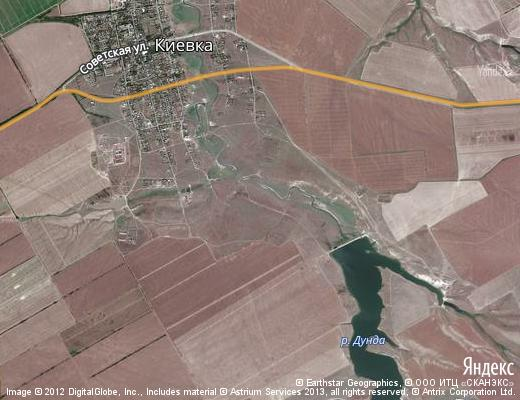 Советская ул.
Киевка
Yandex
р. Дунда
Яндекс
© Earthstar Geographics, © ООО ИТЦ «СКАНЭКС»
Image © 2012 DigitalGlobe, Inc., Includes material © Astrium Services 2013, all rights reserved, © Antrix Corporation Ltd.